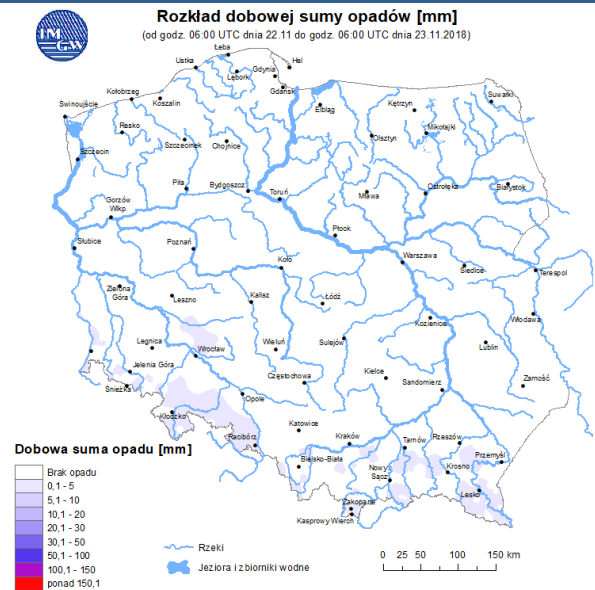 Rozkład dobowej sumy opadów [mm]
(od godz. 06:00 UTC dnia 22.11 do godz. 06:00 UTC dnia 23.11.2018)
IM
GW
Łeba
Ustka
Hel
Lębork
Gdynia
Gdańsk
Kołobrzeg
Koszalin
Suwałki
Świnoujście
Elbląg
Kętrzyn
Resko
Mikołajki
Szczecinek
Chojnice
Olsztyn
Szczecin
Piła
Bydgoszcz
Toruń
Mława
Ostrołęka
Białystok
Gorzów
Wlkp.
Płock
Słubice
Poznań
Koło
Warszawa
Siedlce
Terespol
Zielona
Góra
Leszno
Kalisz
Łódź
Kozienice
Włodawa
Legnica
Wrocław
Wieluń
Sulejów
Lublin
Jelenia Góra
Śnieżka
Częstochowa
Kielce
Sandomierz
Zamość
Opole
Kłodzko
Katowice
Racibórz
Kraków
Tarnów
Rzeszów
Bielsko-Biała
Nowy
Sącz
Krosno
Przemyśl
Lesko
Zakopane
Kasprowy Wierch
Dobowa suma opadu [mm]
Brak opadu
0,1 - 5
5,1 - 10
10,1 - 20
20,1 - 30
30,1 - 50
50,1 - 100
100,1 - 150
ponad 150,1
Rzeki
Jeziora i zbiorniki wodne
0 25 50 100 150 km